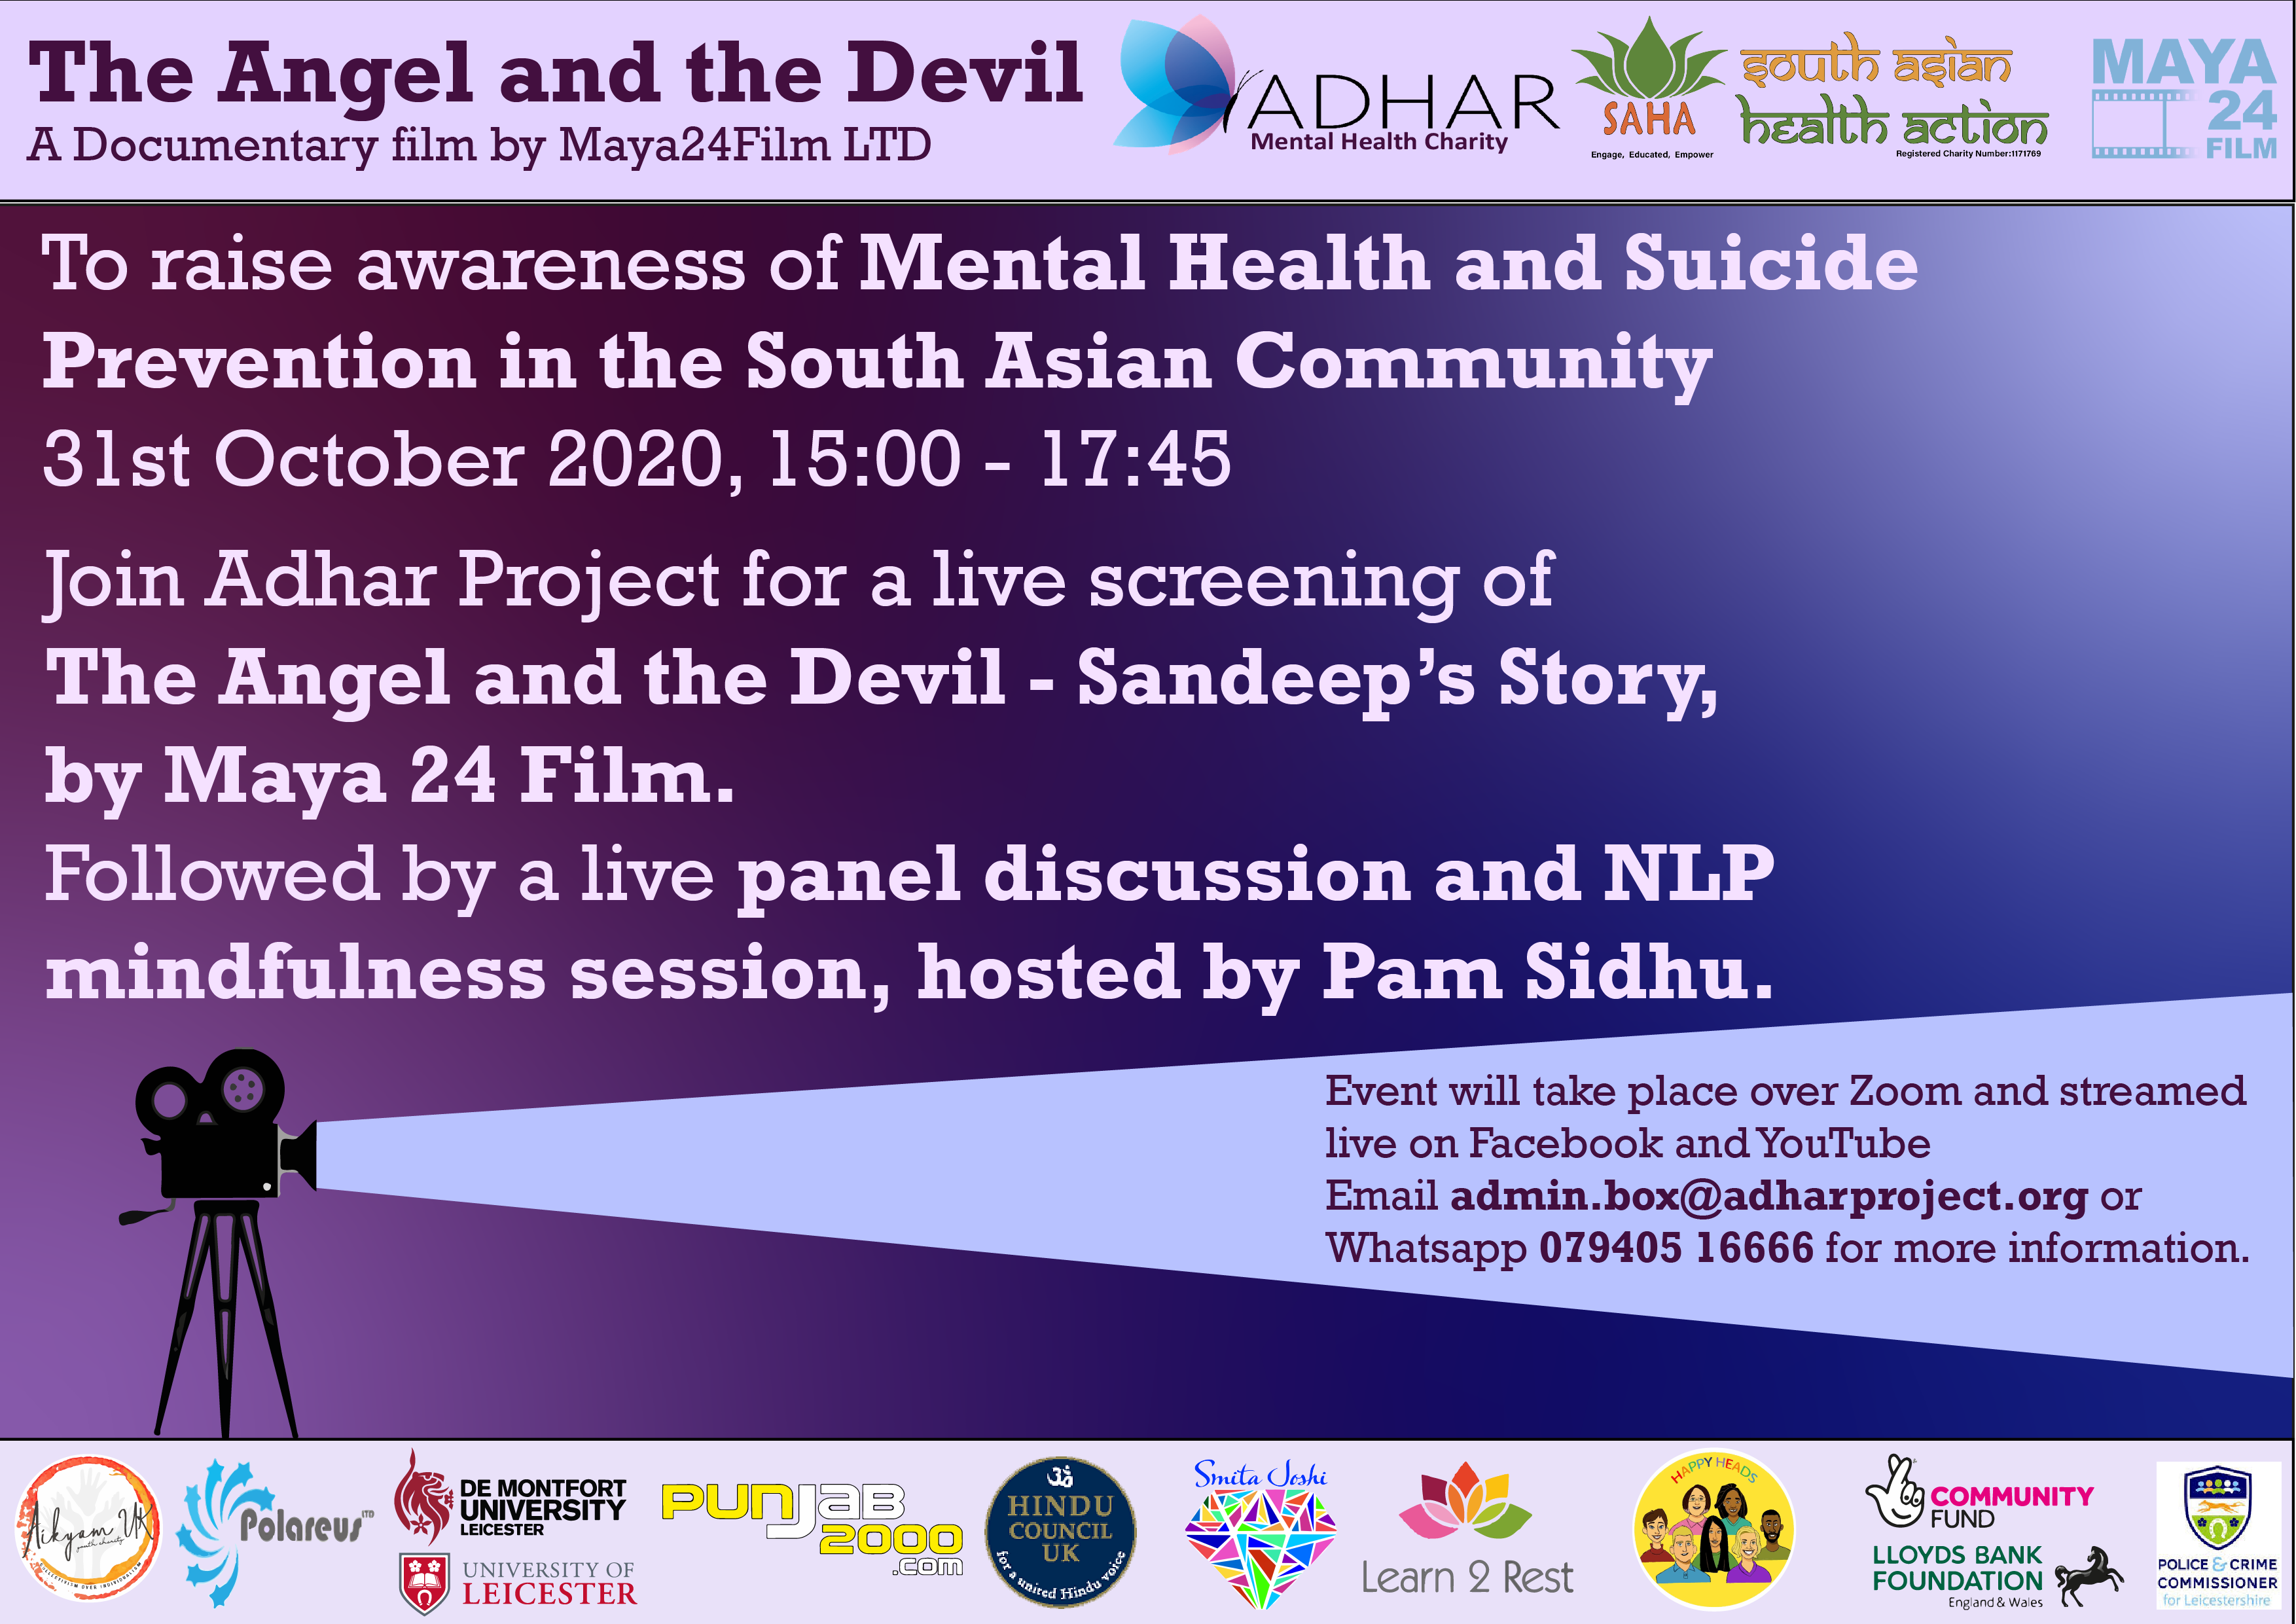 The Angel and the Devil
A Documentary film by Maya24Film LTD
ADHAR
Mental Health Charity
SAHA
Engage, Educated, Empower
south asian
health action
Registered Charity Number:1171769
MAYA
24
FILM
To raise awareness of Mental Health and Suicide
Prevention in the South Asian Community
31st October 2020, 15:00 - 17:45
Join Adhar Project for a live screening of
The Angel and the Devil - Sandeep’s Story,
by Maya 24 Film.
Followed by a live panel discussion and NLP
mindfulness session, hosted by Pam Sidhu.
Event will take place over Zoom and streamed
live on Facebook and YouTube
Email admin.box@adharproject.org or
Whatsapp 079405 16666 for more information.
Aikyam UK
youth charity
COLLECTIVISM OVER INDIVIDUALISM
Polareus LTD
DE MONTFORT
UNIVERSITY
LEICESTER
UNIVERSITY OF
LEICESTER
PUNJAB
2000
.COM
ॐ
HINDU
COUNCIL
UK
for a united Hindu voice
Smita Joshi
Learn 2 Rest
HAPPY HEADS
COMMUNITY
FUND
LLOYDS BANK
FOUNDATION
England & Wales
POLICE & CRIME
COMMISSIONER
for Leicestershire